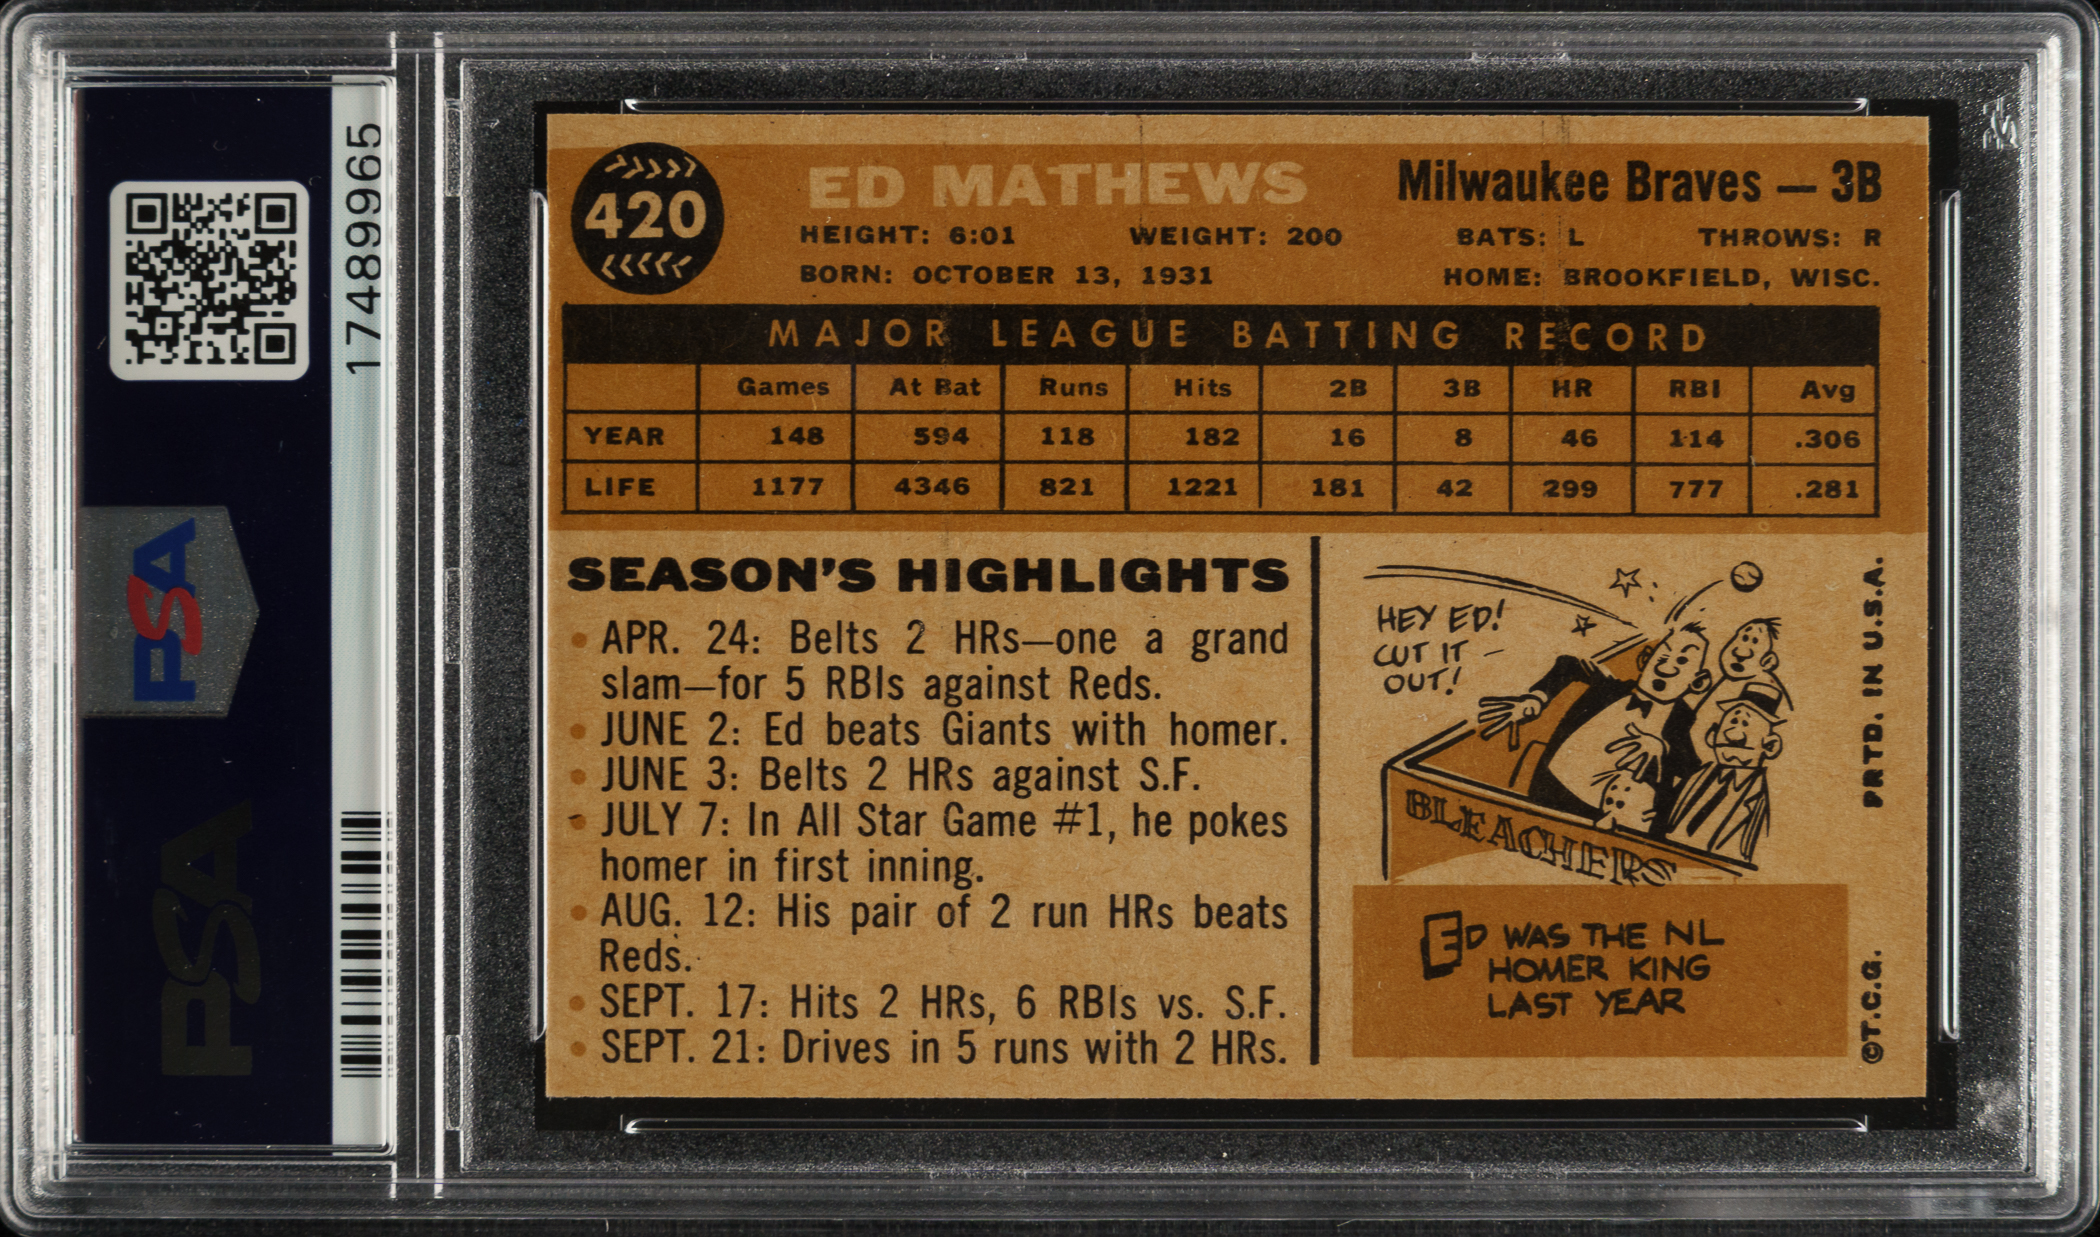 17489965
PSA
PSA
420
ED MATHEWS
Milwaukee Braves — 3B
HEIGHT: 6:01 WEIGHT: 200 BATS: L THROWS: R
BORN: OCTOBER 13, 1931 HOME: BROOKFIELD, WISC.
MAJOR LEAGUE BATTING RECORD
Games At Bat Runs Hits 2B 3B HR RBI Avg
YEAR 148 594 118 182 16 8 46 114 .306
LIFE 1177 4346 821 1221 181 42 299 777 .281
SEASON'S HIGHLIGHTS
• APR. 24: Belts 2 HRs—one a grand
slam—for 5 RBIs against Reds.
• JUNE 2: Ed beats Giants with homer.
• JUNE 3: Belts 2 HRs against S.F.
• JULY 7: In All Star Game #1, he pokes
homer in first inning.
• AUG. 12: His pair of 2 run HRs beats
Reds.
• SEPT. 17: Hits 2 HRs, 6 RBIs vs. S.F.
• SEPT. 21: Drives in 5 runs with 2 HRs.
HEY ED!
CUT IT —
OUT!
BLEACHERS
ED WAS THE NL
HOMER KING
LAST YEAR
©T.C.G. PRTD. IN U.S.A.